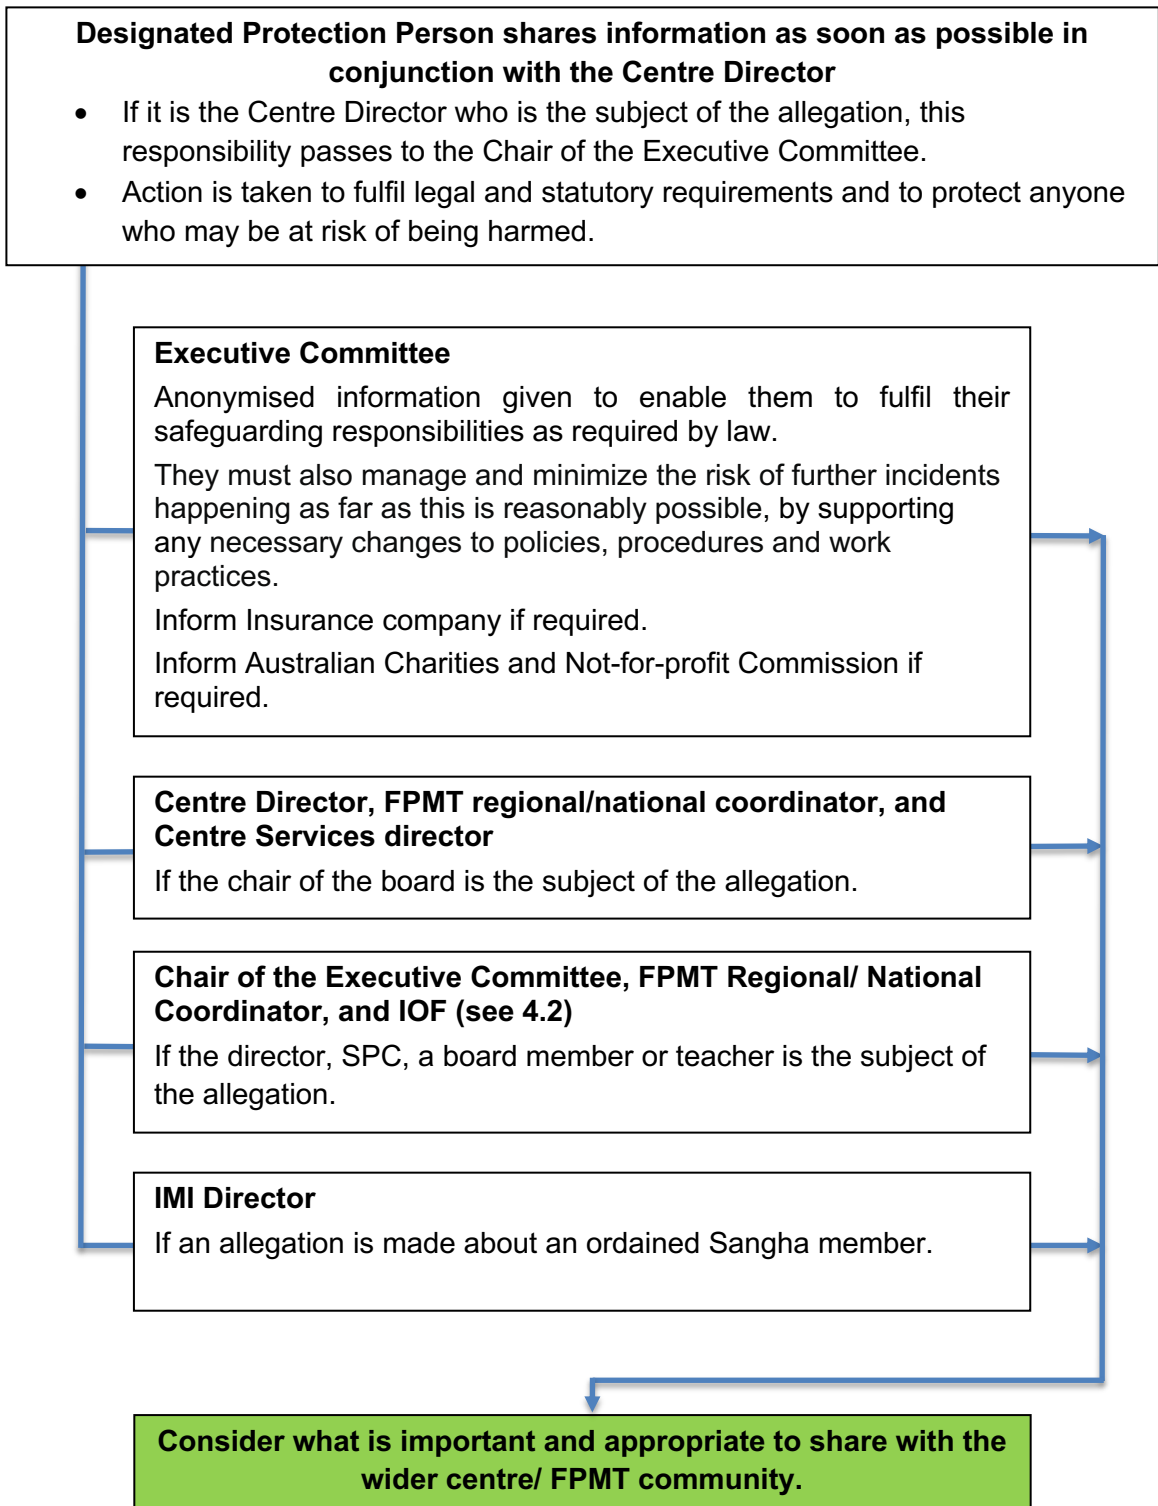 Designated Protection Person shares information as soon as possible in
conjunction with the Centre Director
• If it is the Centre Director who is the subject of the allegation, this
responsibility passes to the Chair of the Executive Committee.
• Action is taken to fulfil legal and statutory requirements and to protect anyone
who may be at risk of being harmed.
Executive Committee
Anonymised information given to enable them to fulfil their
safeguarding responsibilities as required by law.
They must also manage and minimize the risk of further incidents
happening as far as this is reasonably possible, by supporting
any necessary changes to policies, procedures and work
practices.
Inform Insurance company if required.
Inform Australian Charities and Not-for-profit Commission if
required.
Centre Director, FPMT regional/national coordinator, and
Centre Services director
If the chair of the board is the subject of the allegation.
Chair of the Executive Committee, FPMT Regional/ National
Coordinator, and IOF (see 4.2)
If the director, SPC, a board member or teacher is the subject of
the allegation.
IMI Director
If an allegation is made about an ordained Sangha member.
Consider what is important and appropriate to share with the
wider centre/ FPMT community.